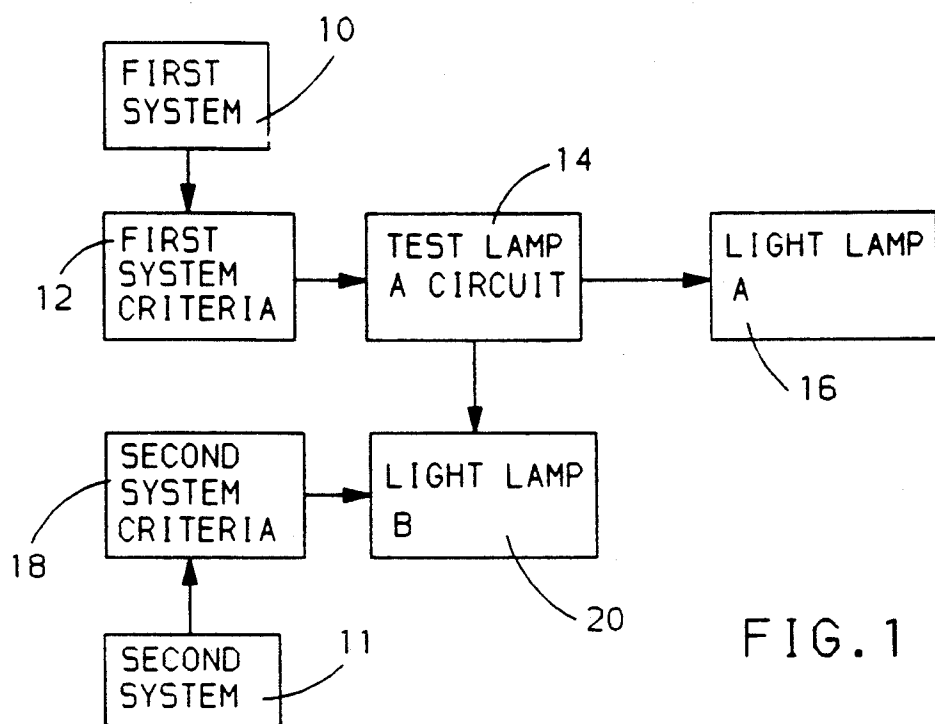 10
FIRST
SYSTEM
14
12
FIRST
SYSTEM
CRITERIA
TEST LAMP
A CIRCUIT
LIGHT LAMP
A
16
18
SECOND
SYSTEM
CRITERIA
LIGHT LAMP
B
20
11
SECOND
SYSTEM
FIG.1